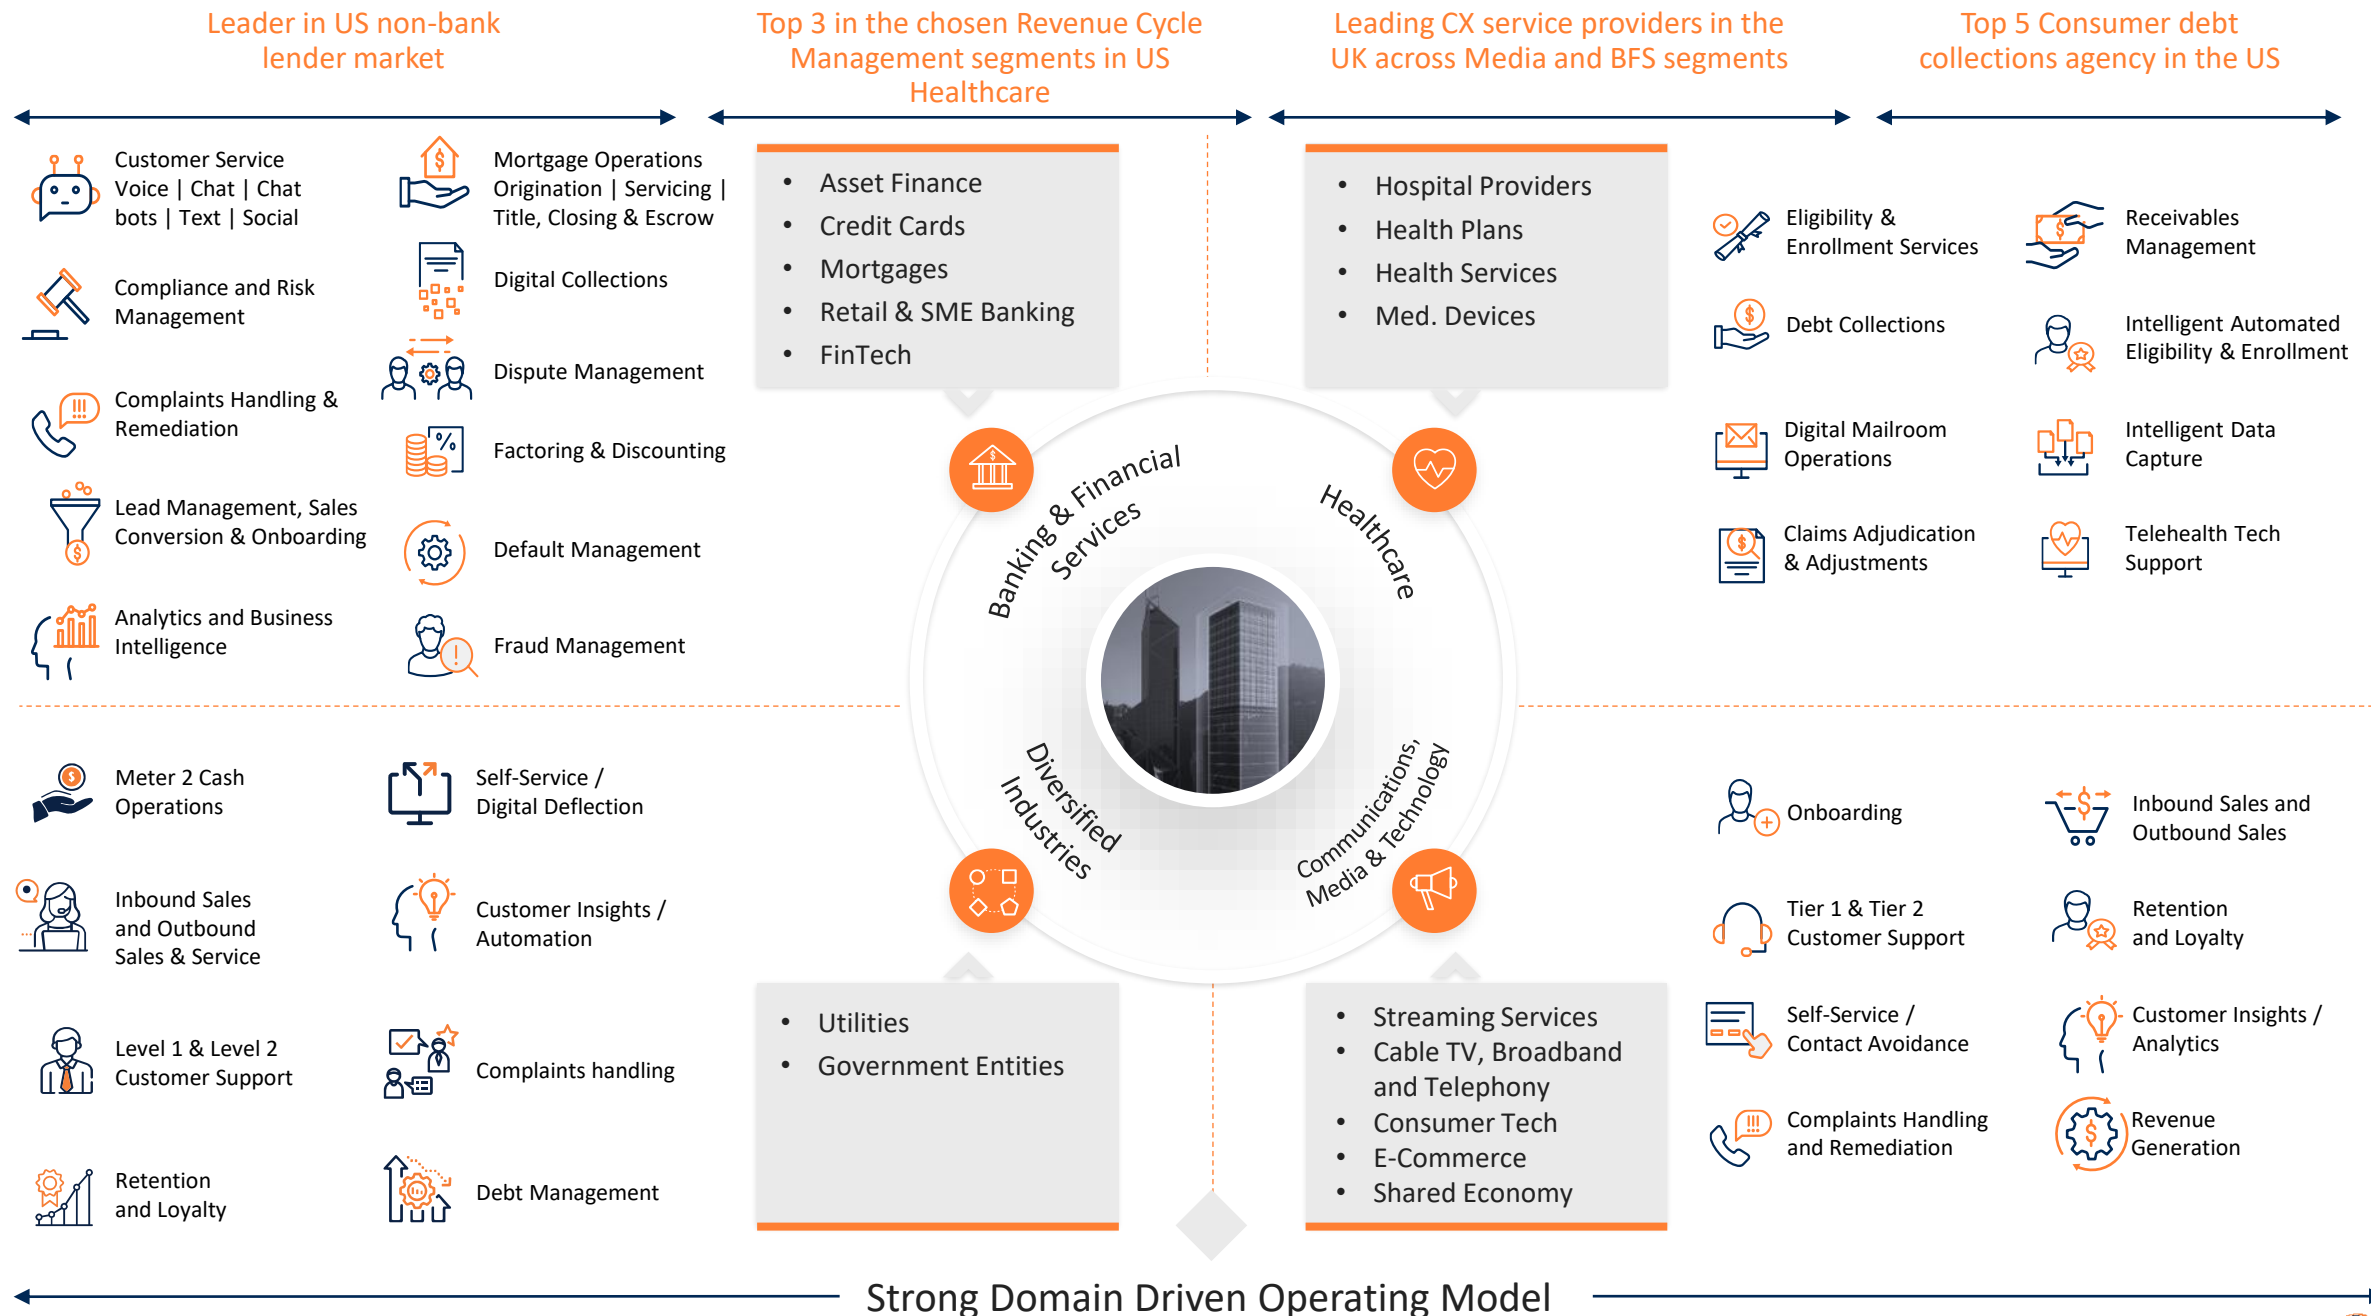 Leader in US non-bank
lender market
Top 3 in the chosen Revenue Cycle
Management segments in US
Healthcare
Leading CX service providers in the
UK across Media and BFS segments
Top 5 Consumer debt
collections agency in the US
Customer Service
Voice | Chat | Chat
bots | Text | Social
Compliance and Risk
Management
Complaints Handling &
Remediation
Lead Management, Sales
Conversion & Onboarding
Analytics and Business
Intelligence
Mortgage Operations
Origination | Servicing |
Title, Closing & Escrow
Digital Collections
Dispute Management
Factoring & Discounting
Default Management
Fraud Management
• Asset Finance
• Credit Cards
• Mortgages
• Retail & SME Banking
• FinTech
• Hospital Providers
• Health Plans
• Health Services
• Med. Devices
Eligibility &
Enrollment Services
Debt Collections
Digital Mailroom
Operations
Claims Adjudication
& Adjustments
Receivables
Management
Intelligent Automated
Eligibility & Enrollment
Intelligent Data
Capture
Telehealth Tech
Support
Banking & Financial
Services
Healthcare
Diversified
Industries
Communications,
Media & Technology
Meter 2 Cash
Operations
Inbound Sales
and Outbound
Sales & Service
Level 1 & Level 2
Customer Support
Retention
and Loyalty
Self-Service /
Digital Deflection
Customer Insights /
Automation
Complaints handling
Debt Management
• Utilities
• Government Entities
• Streaming Services
• Cable TV, Broadband
and Telephony
• Consumer Tech
• E-Commerce
• Shared Economy
Onboarding
Tier 1 & Tier 2
Customer Support
Self-Service /
Contact Avoidance
Complaints Handling
and Remediation
Inbound Sales and
Outbound Sales
Retention
and Loyalty
Customer Insights /
Analytics
Revenue
Generation
Strong Domain Driven Operating Model